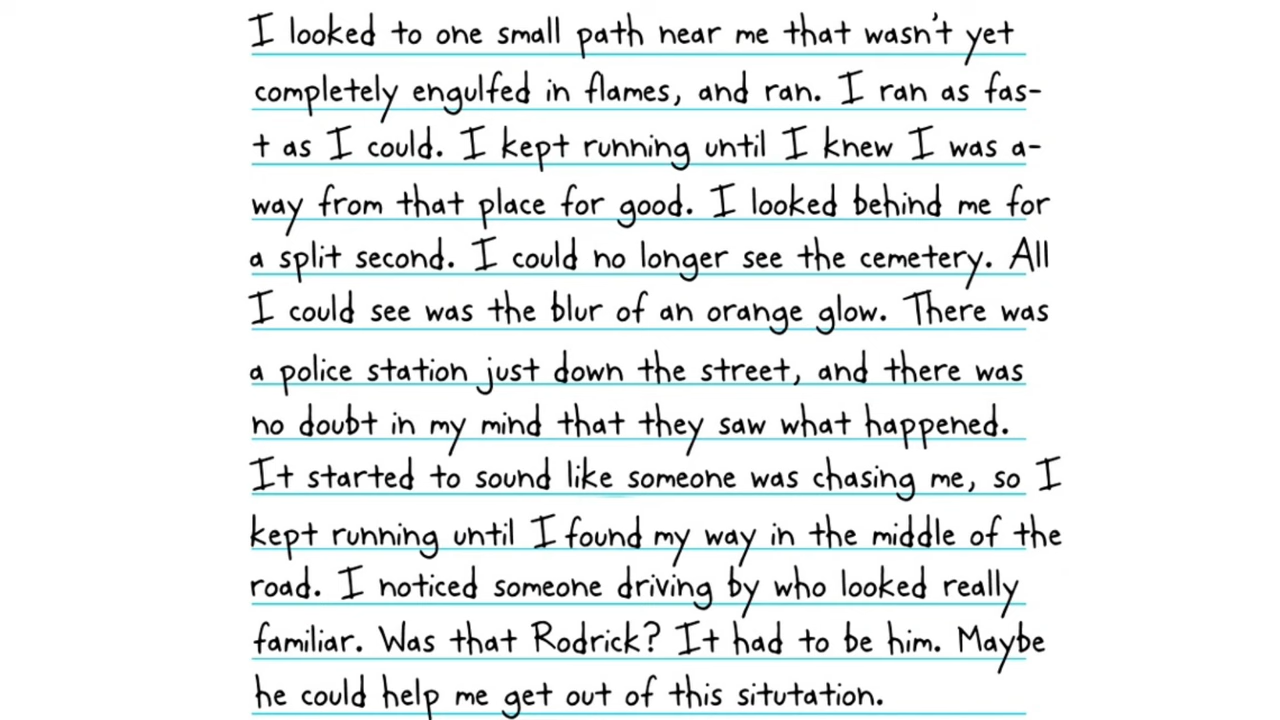 I looked to one small path near me that wasn't yet
completely engulfed in flames, and ran. I ran as fas-
t as I could. I kept running until I knew I was a-
way from that place for good. I looked behind me for
a split second. I could no longer see the cemetery. All
I could see was the blur of an orange glow. There was
a police station just down the street, and there was
no doubt in my mind that they saw what happened.
It started to sound like someone was chasing me, so I
kept running until I found my way in the middle of the
road. I noticed someone driving by who looked really
familiar. Was that Rodrick? It had to be him. Maybe
he could help me get out of this situtation.